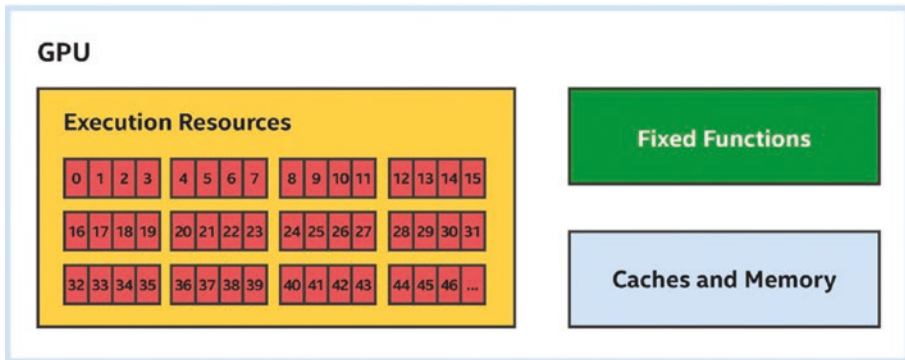 GPU
Execution Resources
0 1 2 3 4 5 6 7 8 9 10 11 12 13 14 15
16 17 18 19 20 21 22 23 24 25 26 27 28 29 30 31
32 33 34 35 36 37 38 39 40 41 42 43 44 45 46 ...
Fixed Functions
Caches and Memory